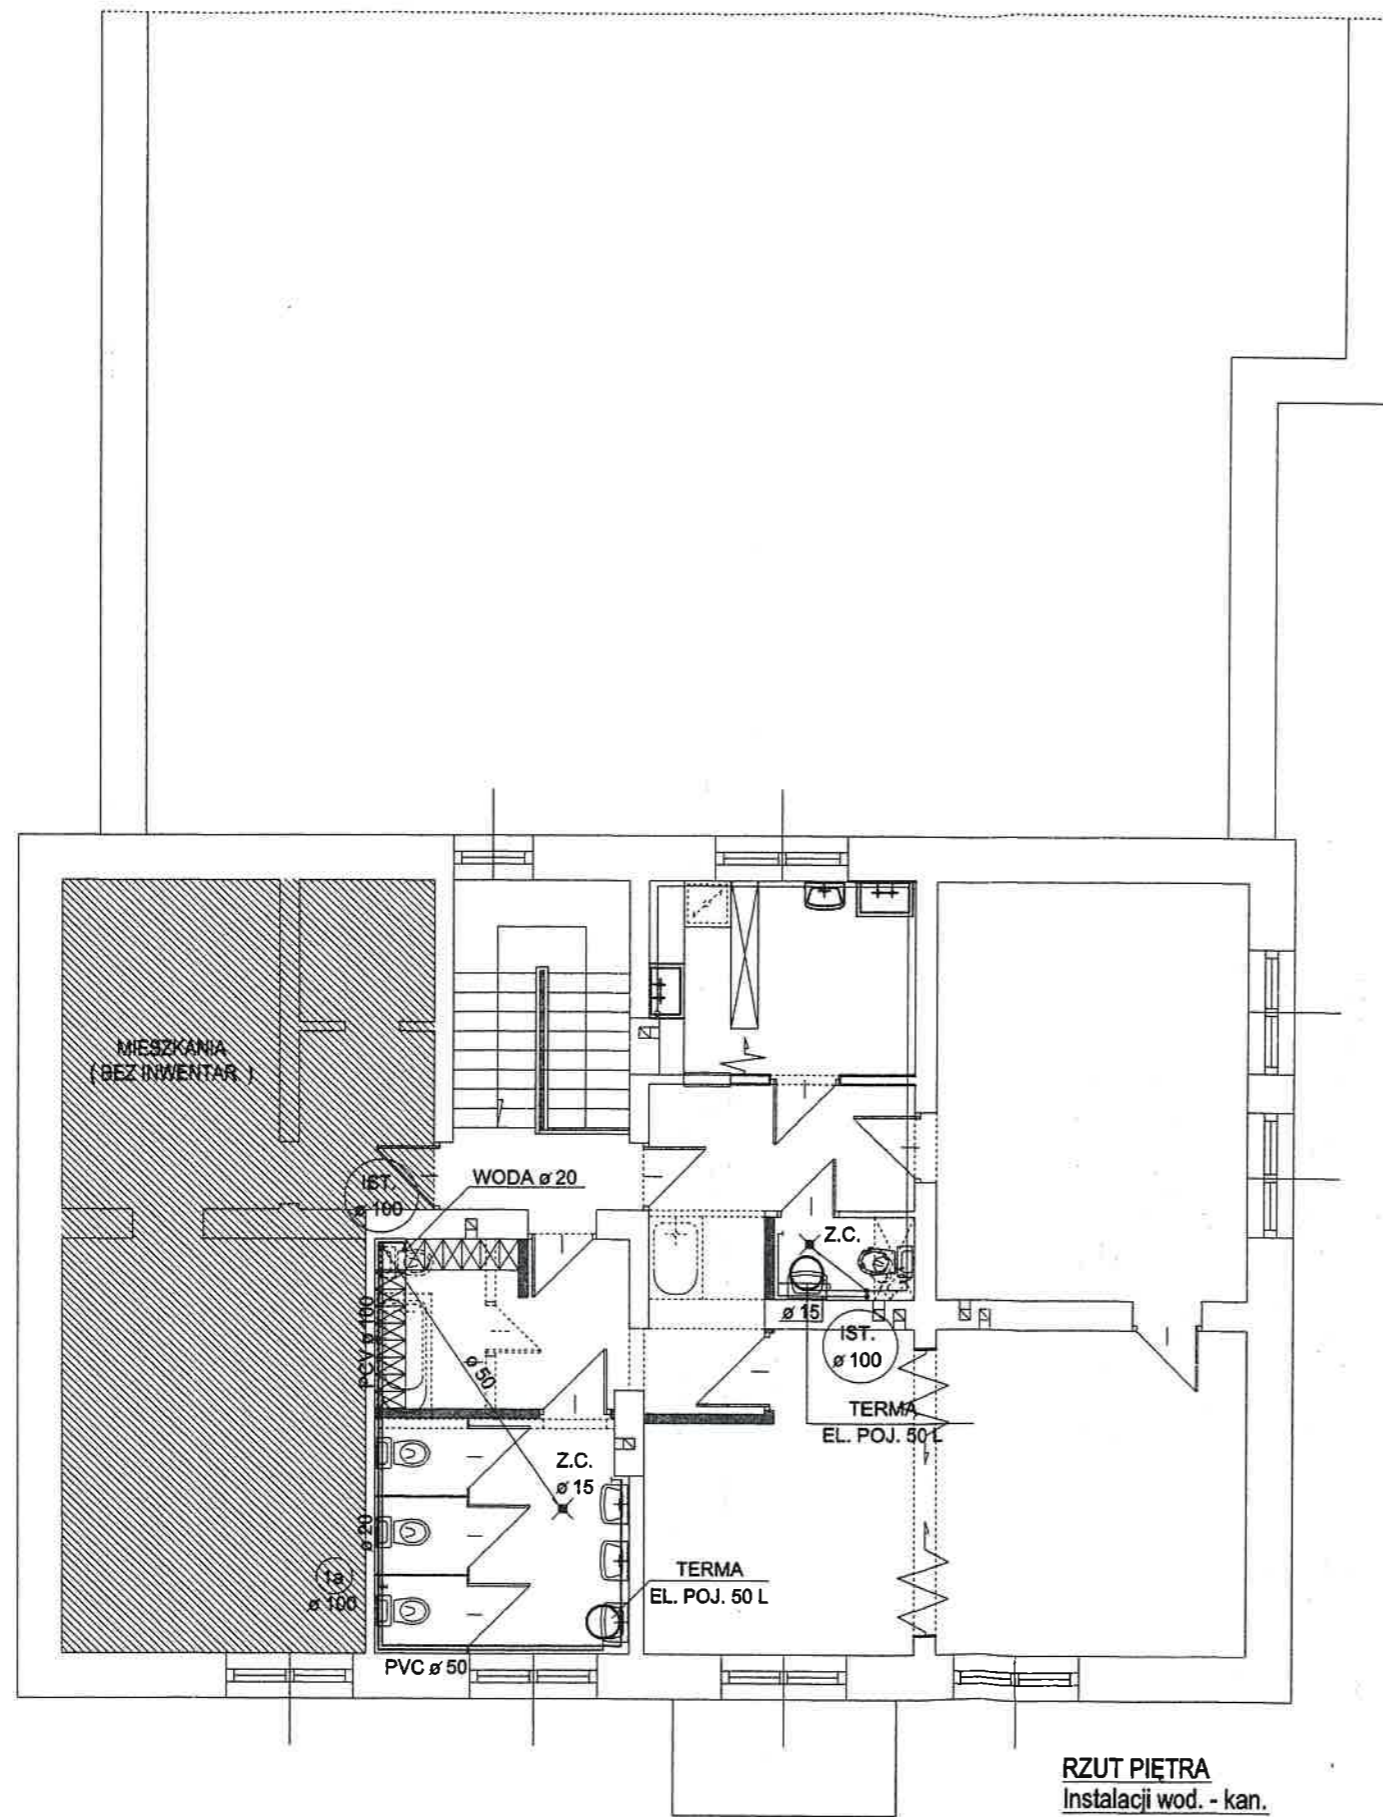 MIESZKANIA
( BEZ INWENTAR. )
IST.
ø 100
WODA ø 20
Z.C.
ø 15
IST.
ø 100
PCV ø 100
ø 50
TERMA
EL. POJ. 50 L
Z.C.
ø 15
ø 20
1a
ø 100
TERMA
EL. POJ. 50 L
PVC ø 50
RZUT PIĘTRA
Instalacji wod. - kan.